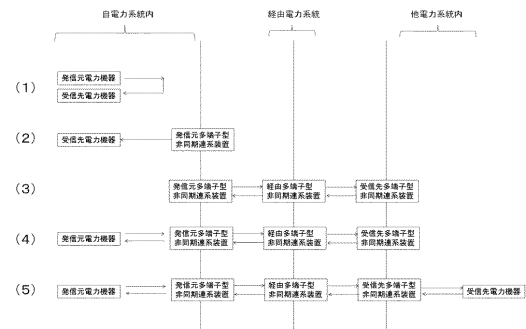 自電力系統内 経由電力系統 他電力系統内
(1) 発信元電力機器
受信先電力機器
(2) 受信先電力機器 発信元多端子型
非同期連系装置
(3) 発信元多端子型 経由多端子型 受信先多端子型
非同期連系装置 非同期連系装置 非同期連系装置
(4) 発信元電力機器 発信元多端子型 経由多端子型 受信先多端子型
非同期連系装置 非同期連系装置 非同期連系装置
(5) 発信元電力機器 発信元多端子型 経由多端子型 受信先多端子型 受信先電力機器
非同期連系装置 非同期連系装置 非同期連系装置